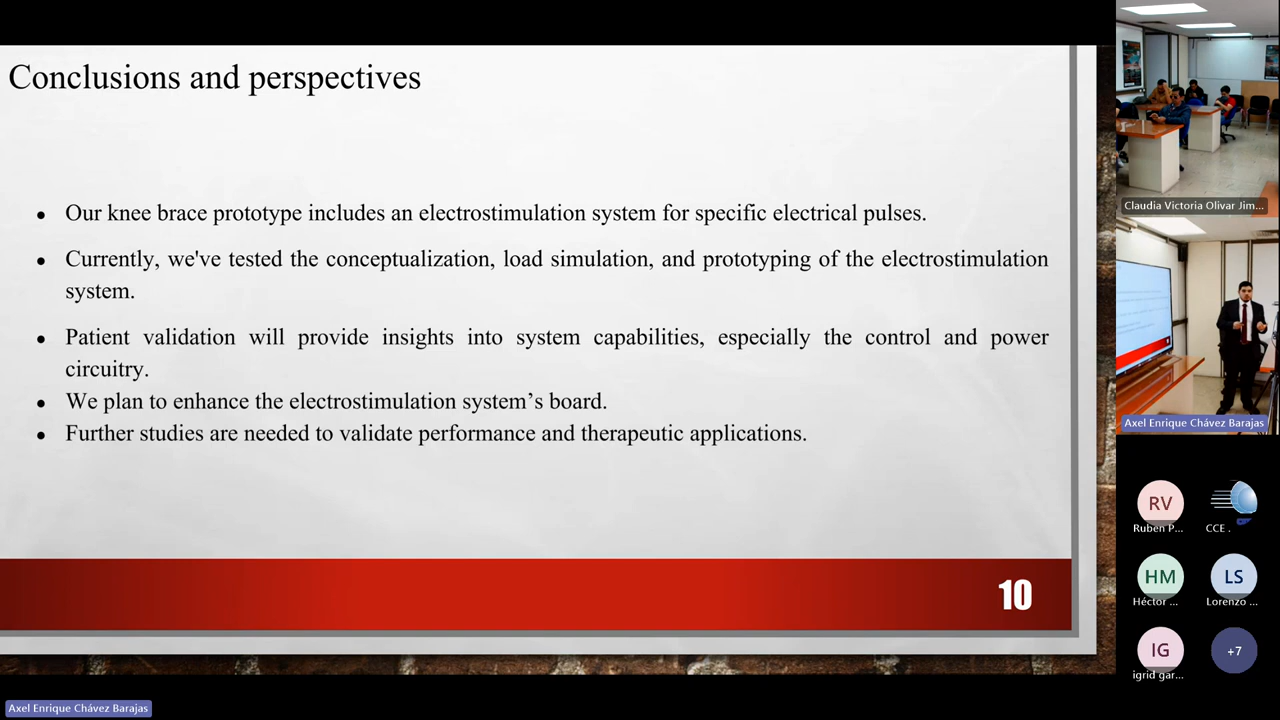 Conclusions and perspectives
• Our knee brace prototype includes an electrostimulation system for specific electrical pulses.
• Currently, we've tested the conceptualization, load simulation, and prototyping of the electrostimulation
system.
• Patient validation will provide insights into system capabilities, especially the control and power
circuitry.
• We plan to enhance the electrostimulation system’s board.
• Further studies are needed to validate performance and therapeutic applications.
10
Claudia Victoria Olivar Jim...
Axel Enrique Chávez Barajas
RV
Ruben P...
CCE .
HM
Héctor ...
LS
Lorenzo ...
IG
igrid gar...
+7
Axel Enrique Chávez Barajas